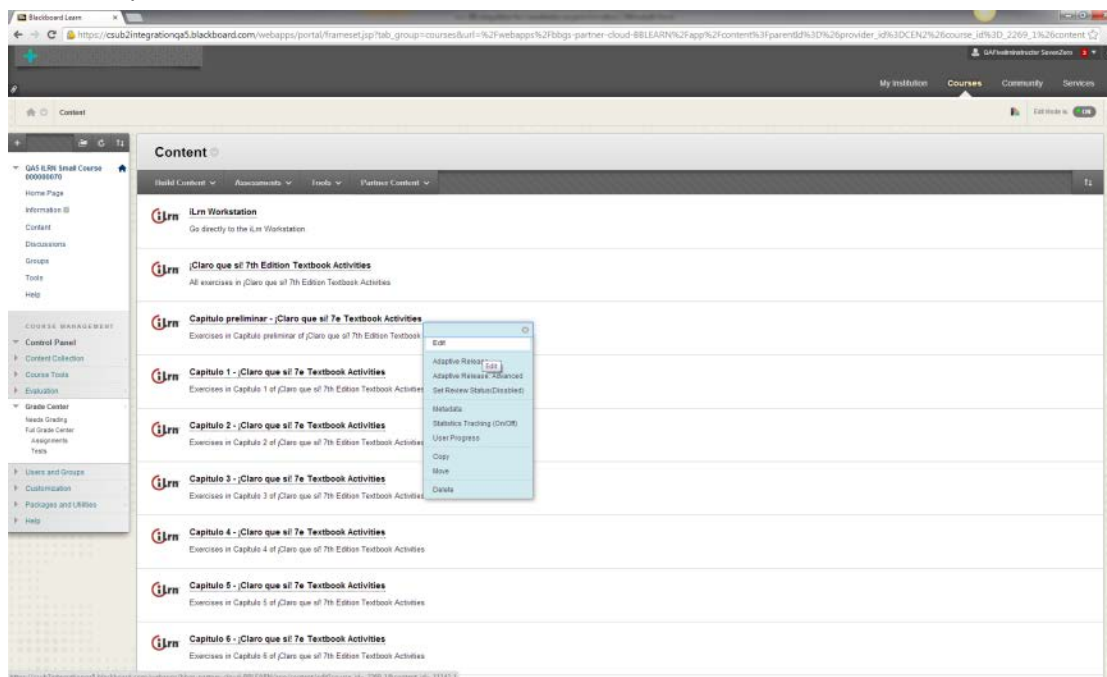 Blackboard Learn
https://csub2integrationqa5.blackboard.com/webapps/portal/frameset.jsp?tab_group=courses&url=%2Fwebapps%2Fbbgs-partner-cloud-BBLEARN%2Fapp%2Fcontent%3FparentId%3D%26provider_id%3DCEN2%26course_id%3D_2269_1%26content
My Institution Courses Community Services
Content
Edit Mode is: ON
QA5 iLRN Small Course 000000070
Home Page
Information
Content
Discussions
Groups
Tools
Help
COURSE MANAGEMENT
Control Panel
Content Collection
Course Tools
Evaluation
Grade Center
Needs Grading
Full Grade Center
Assignments
Tests
Users and Groups
Customization
Packages and Utilities
Help
Content
Build Content Assessments Tools Partner Content
iLrn iLrn Workstation
Go directly to the iLrn Workstation
iLrn ¡Claro que sí! 7th Edition Textbook Activities
All exercises in ¡Claro que sí! 7th Edition Textbook Activities
iLrn Capítulo preliminar - ¡Claro que sí! 7e Textbook Activities
Exercises in Capítulo preliminar of ¡Claro que sí! 7th Edition Textbook
iLrn Capítulo 1 - ¡Claro que sí! 7e Textbook Activities
Exercises in Capítulo 1 of ¡Claro que sí! 7th Edition Textbook Activities
iLrn Capítulo 2 - ¡Claro que sí! 7e Textbook Activities
Exercises in Capítulo 2 of ¡Claro que sí! 7th Edition Textbook Activities
iLrn Capítulo 3 - ¡Claro que sí! 7e Textbook Activities
Exercises in Capítulo 3 of ¡Claro que sí! 7th Edition Textbook Activities
iLrn Capítulo 4 - ¡Claro que sí! 7e Textbook Activities
Exercises in Capítulo 4 of ¡Claro que sí! 7th Edition Textbook Activities
iLrn Capítulo 5 - ¡Claro que sí! 7e Textbook Activities
Exercises in Capítulo 5 of ¡Claro que sí! 7th Edition Textbook Activities
iLrn Capítulo 6 - ¡Claro que sí! 7e Textbook Activities
Exercises in Capítulo 6 of ¡Claro que sí! 7th Edition Textbook Activities
Edit
Adaptive Release
Edit
Adaptive Release: Advanced
Set Review Status(Disabled)
Metadata
Statistics Tracking (On/Off)
User Progress
Copy
Move
Delete